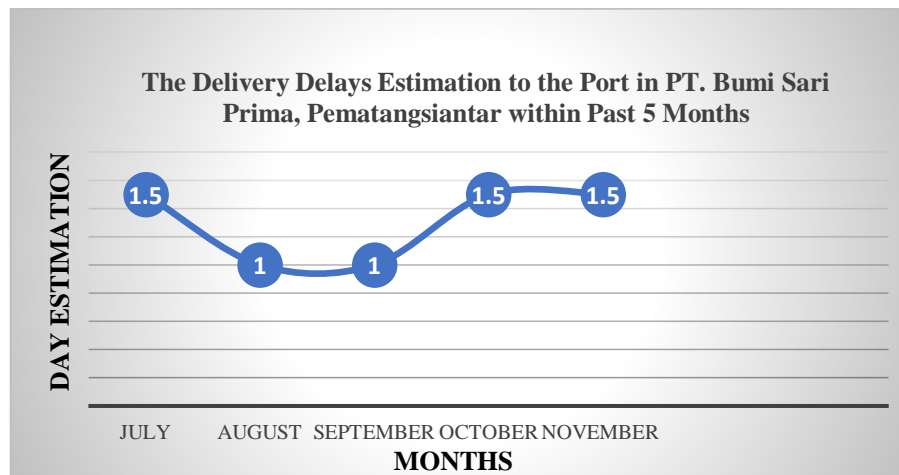 The Delivery Delays Estimation to the Port in PT. Bumi Sari
Prima, Pematangsiantar within Past 5 Months
DAY ESTIMATION
1.5
1
1
1.5
1.5
JULY AUGUST SEPTEMBER OCTOBER NOVEMBER
MONTHS